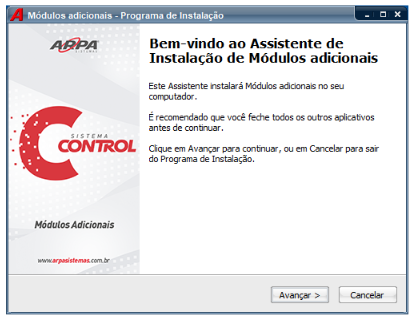 Módulos adicionais - Programa de Instalação
ARPA
SISTEMAS
Bem-vindo ao Assistente de
Instalação de Módulos adicionais
Este Assistente instalará Módulos adicionais no seu
computador.
É recomendado que você feche todos os outros aplicativos
antes de continuar.
Clique em Avançar para continuar, ou em Cancelar para sair
do Programa de Instalação.
SISTEMA
CONTROL
Módulos Adicionais
www.arpasistemas.com.br
Avançar >
Cancelar